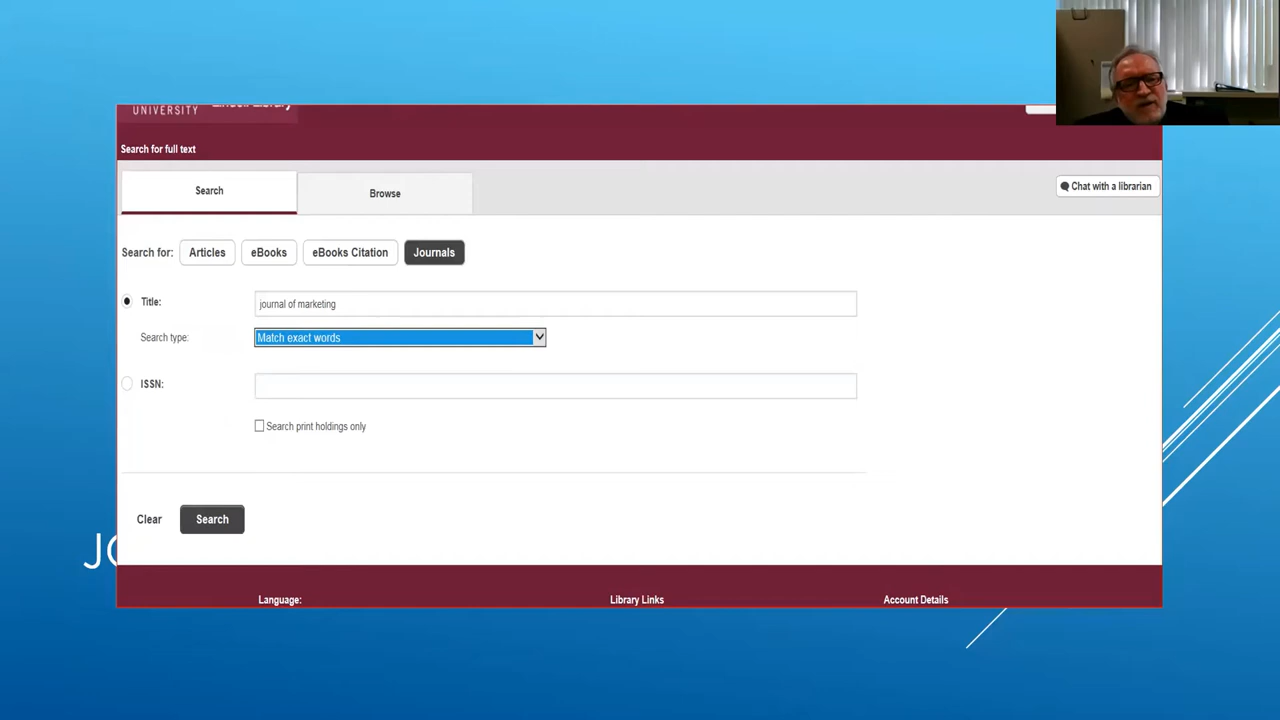 UNIVERSITY
Search for full text
Search Browse
Chat with a librarian
Search for: Articles eBooks eBooks Citation Journals
Title: journal of marketing
Search type: Match exact words
ISSN:
Search print holdings only
Clear Search
JO
Language: Library Links Account Details